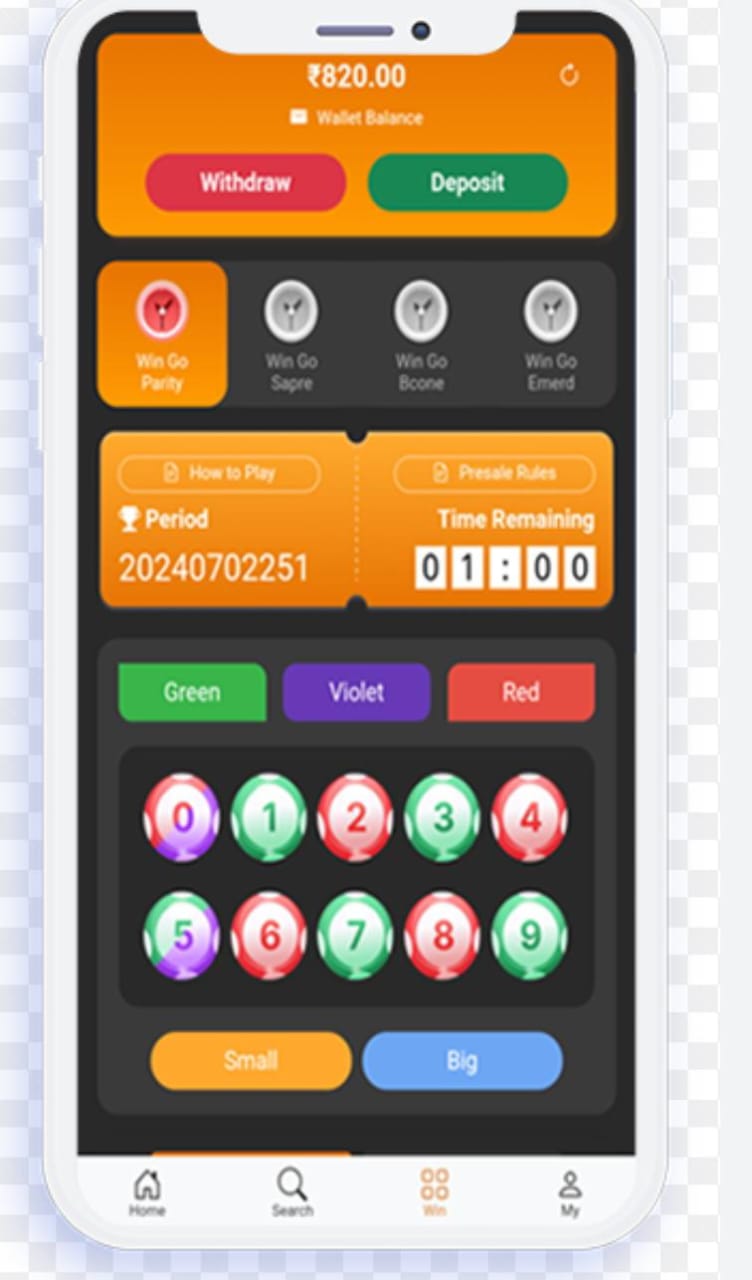 ₹820.00
Wallet Balance
Withdraw Deposit
Win Go Parity
Win Go Sapre
Win Go Bcone
Win Go Emerd
How to Play
Presale Rules
Period
Time Remaining
20240702251
01:00
Green Violet Red
0 1 2 3 4
5 6 7 8 9
Small Big
Home Search Win My